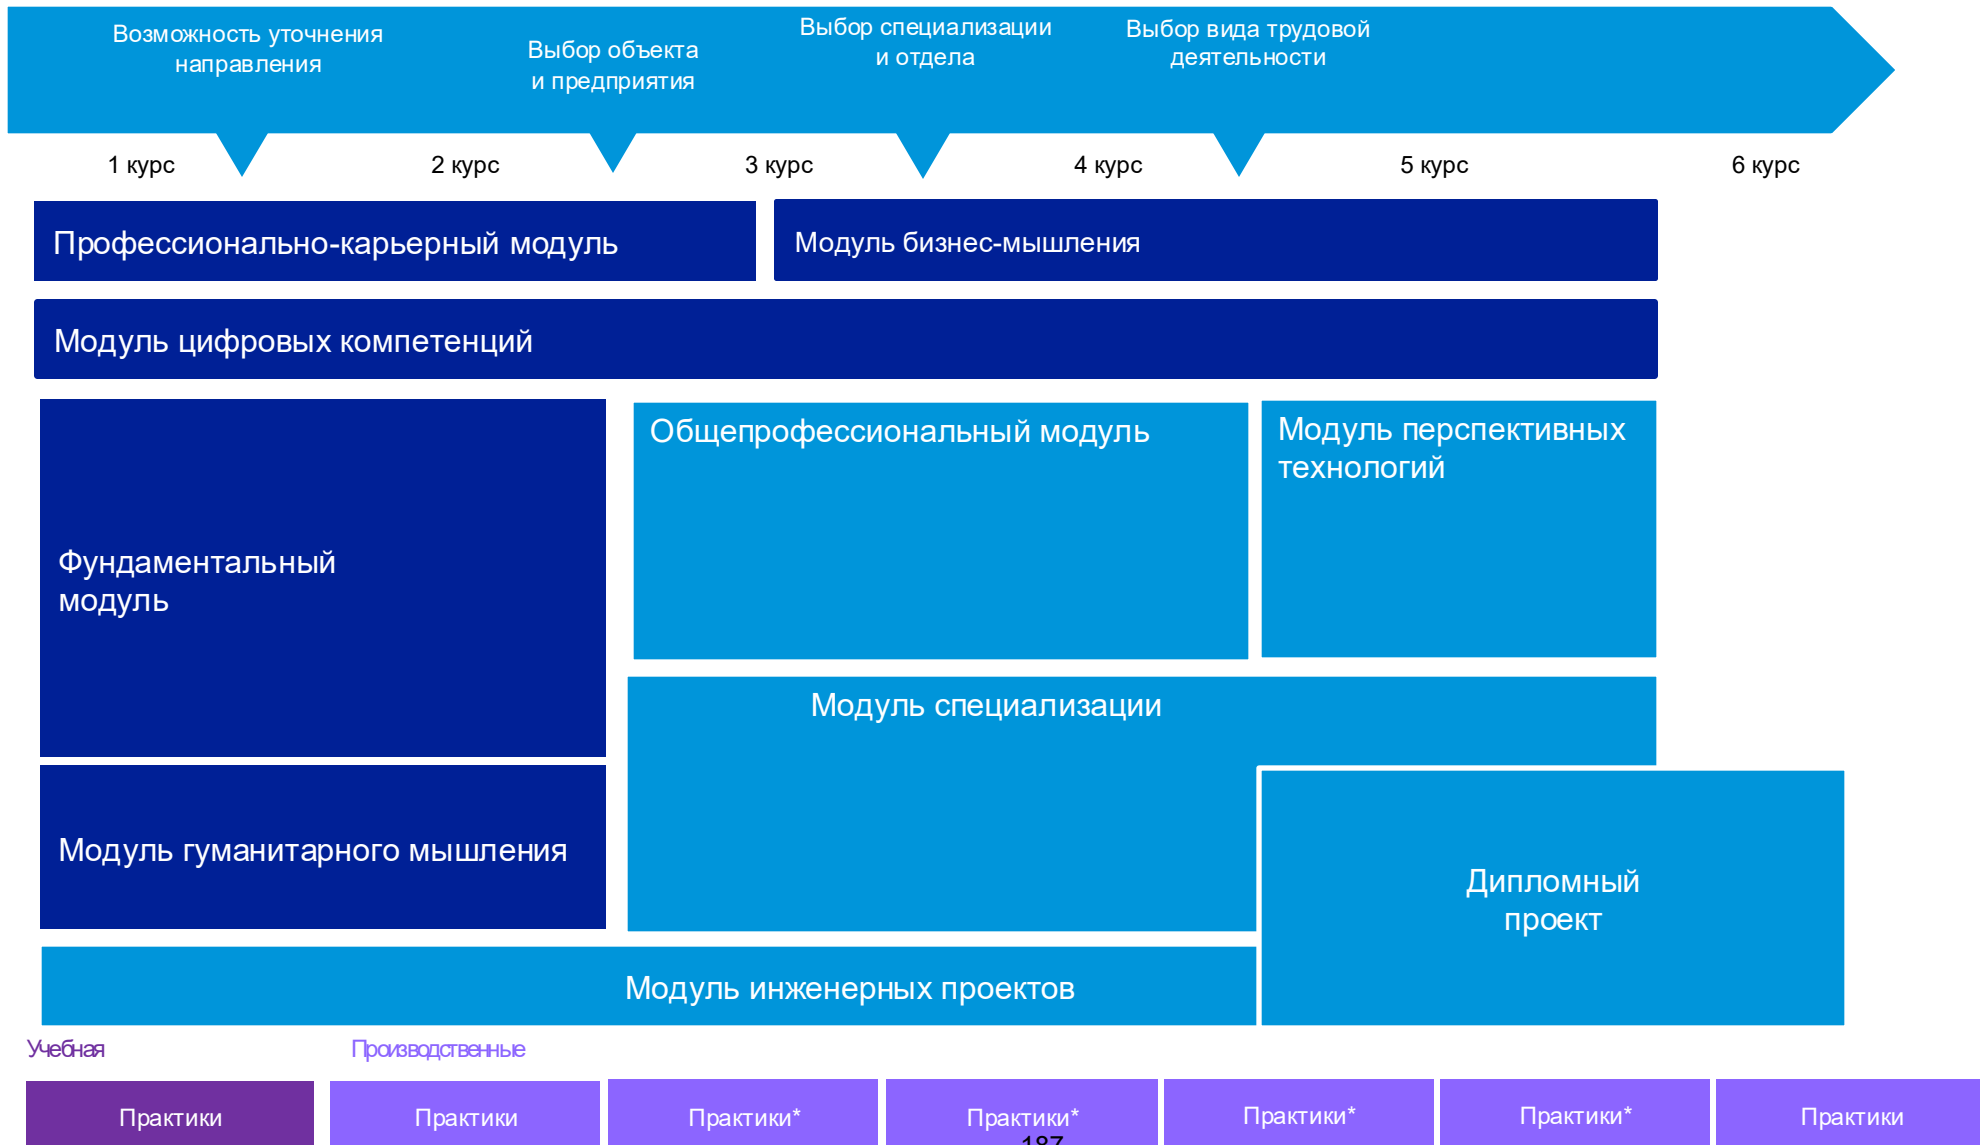 Возможность уточнения
направления
Выбор объекта
и предприятия
Выбор специализации
и отдела
Выбор вида трудовой
деятельности
1 курс
2 курс
3 курс
4 курс
5 курс
6 курс
Профессионально-карьерный модуль
Модуль бизнес-мышления
Модуль цифровых компетенций
Фундаментальный
модуль
Общепрофессиональный модуль
Модуль перспективных
технологий
Модуль специализации
Модуль гуманитарного мышления
Дипломный
проект
Модуль инженерных проектов
Учебная
Производственные
Практики
Практики
Практики*
Практики*
Практики*
Практики*
Практики
187